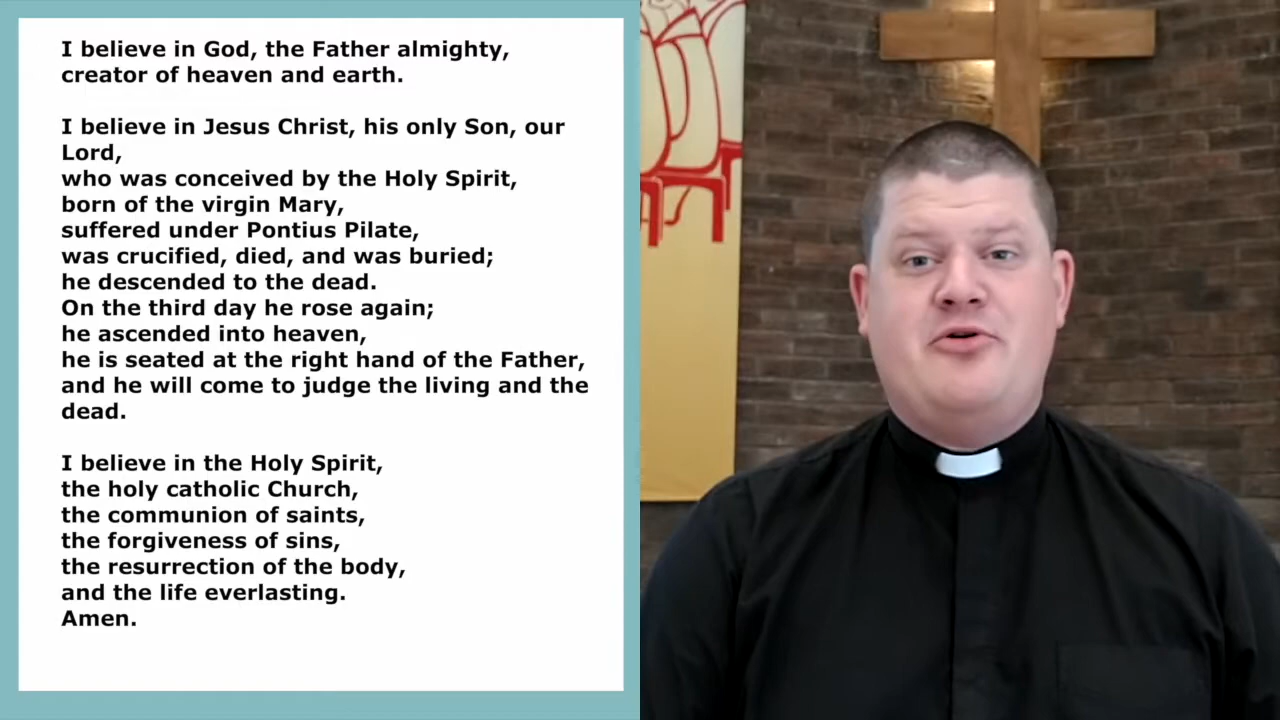 I believe in God, the Father almighty,
creator of heaven and earth.
I believe in Jesus Christ, his only Son, our
Lord,
who was conceived by the Holy Spirit,
born of the virgin Mary,
suffered under Pontius Pilate,
was crucified, died, and was buried;
he descended to the dead.
On the third day he rose again;
he ascended into heaven,
he is seated at the right hand of the Father,
and he will come to judge the living and the
dead.
I believe in the Holy Spirit,
the holy catholic Church,
the communion of saints,
the forgiveness of sins,
the resurrection of the body,
and the life everlasting.
Amen.